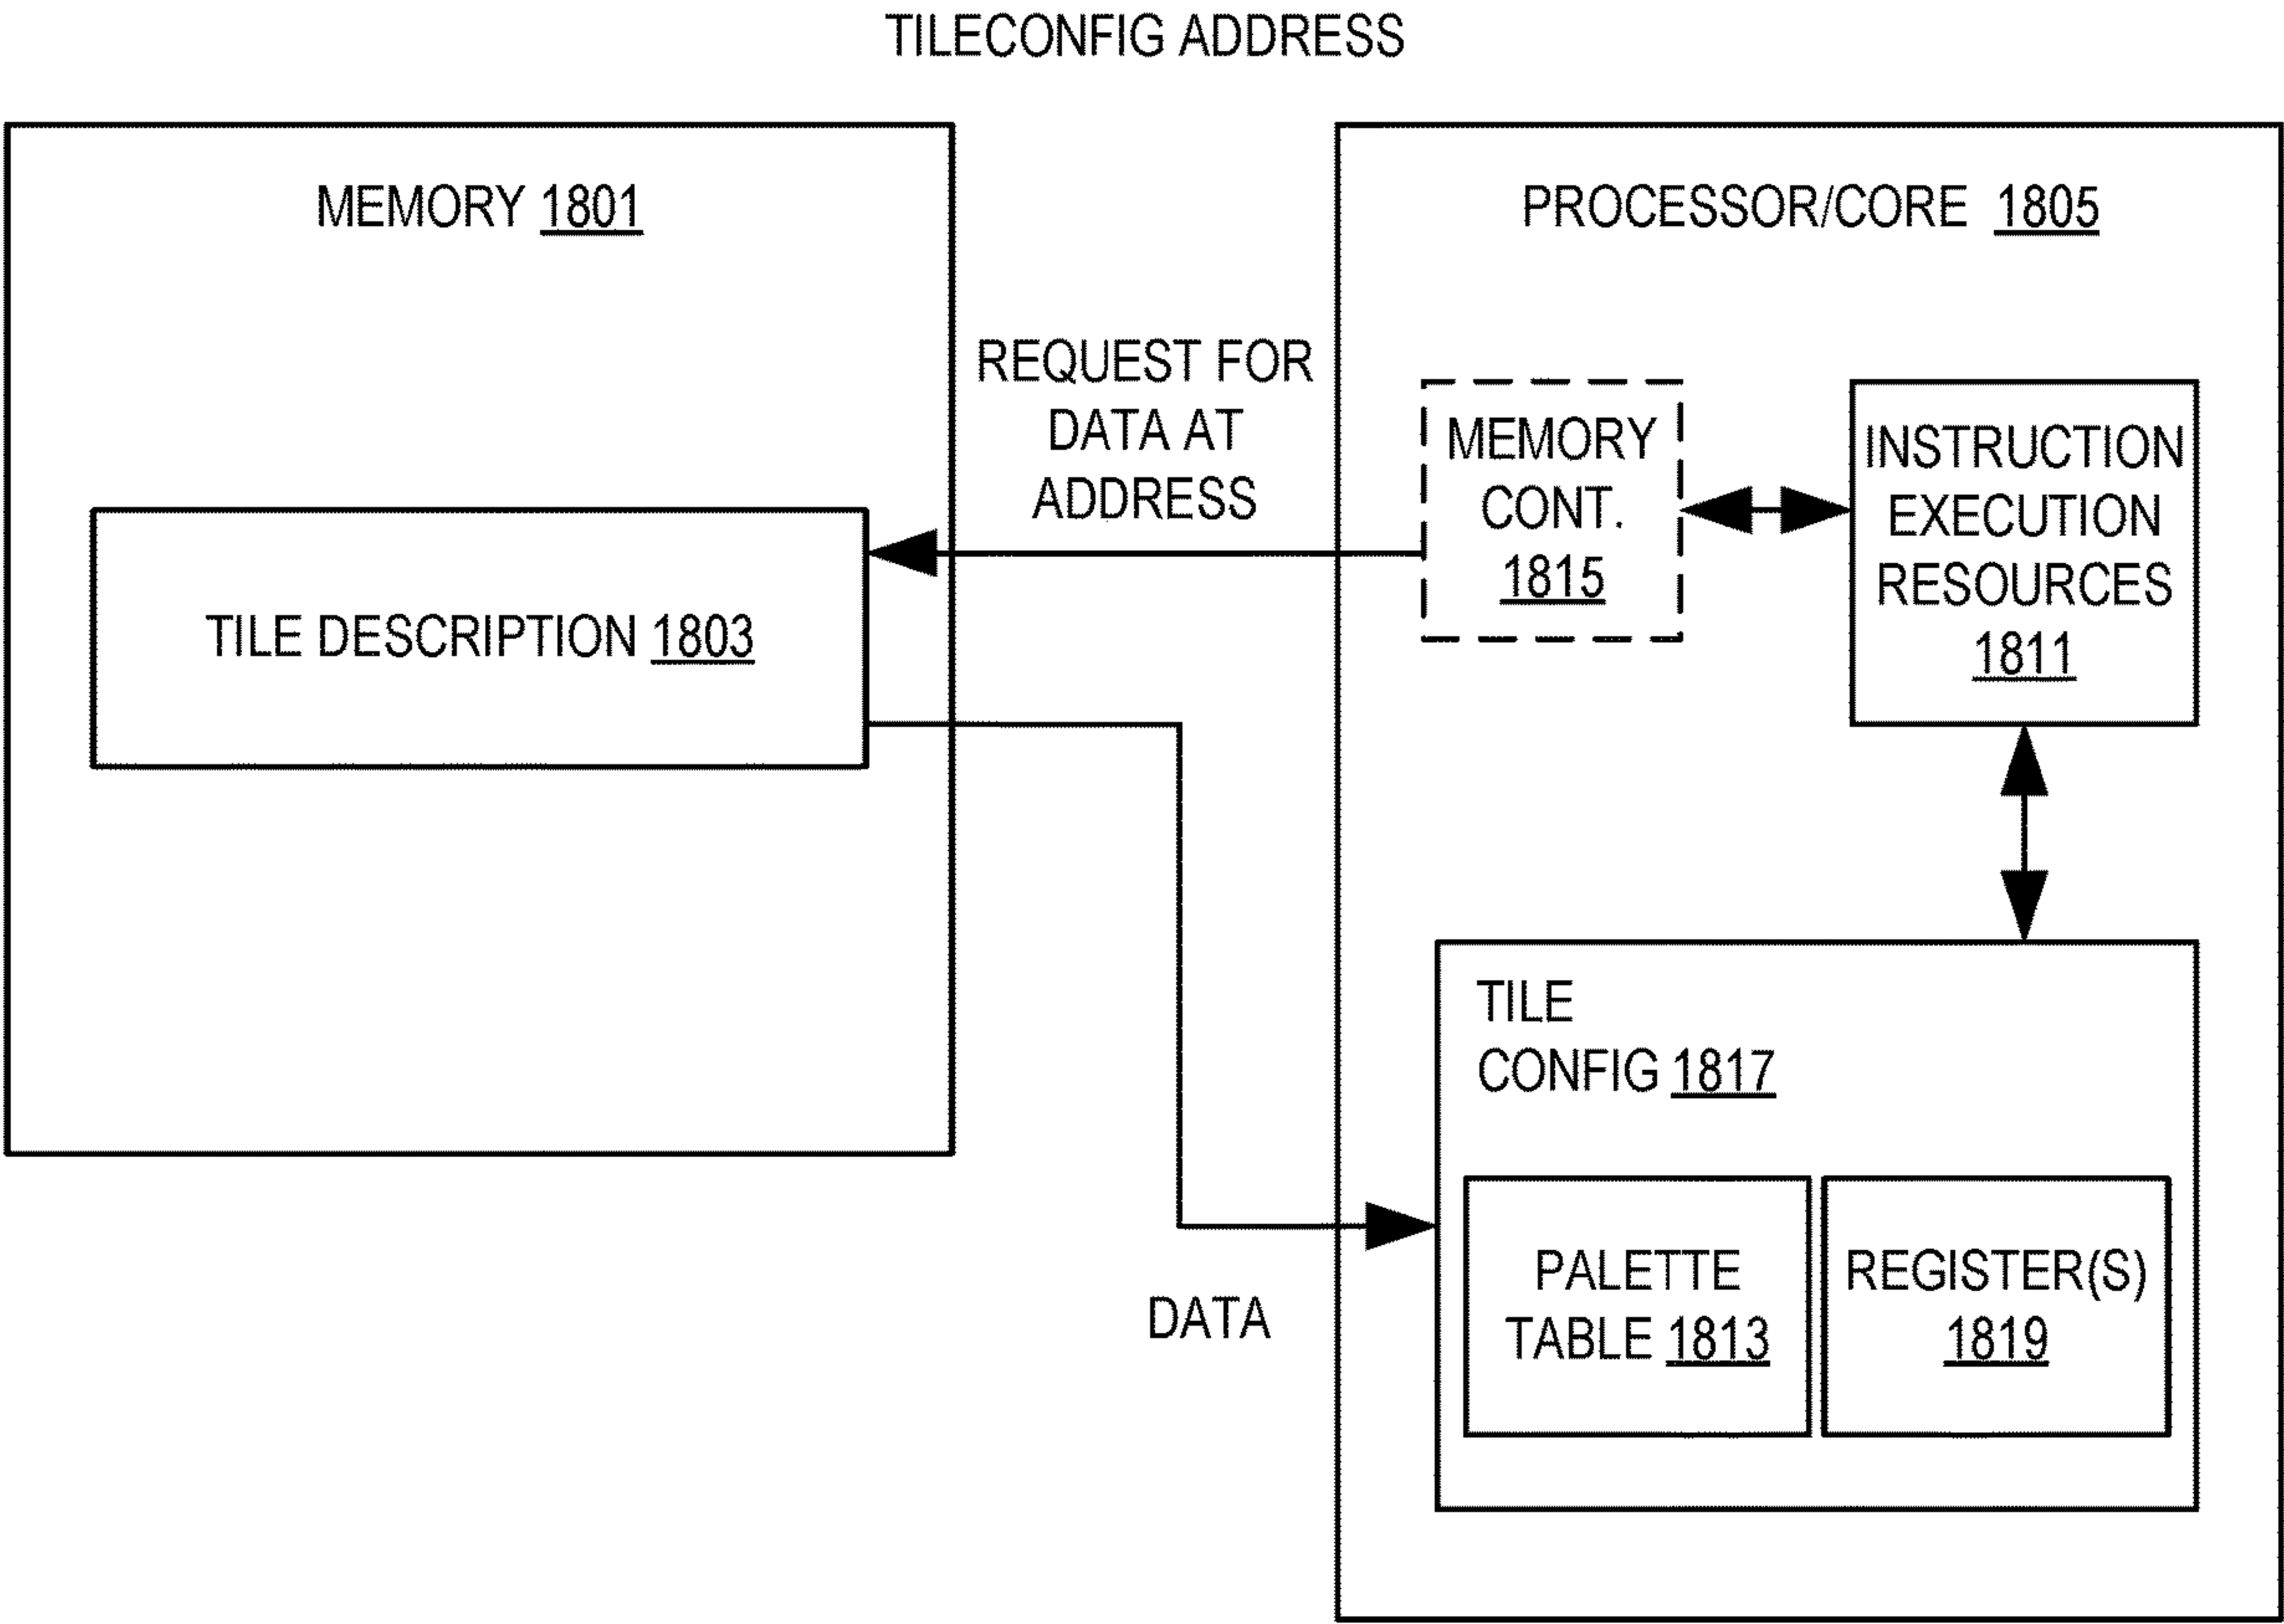 TILECONFIG ADDRESS
MEMORY 1801
PROCESSOR/CORE 1805
REQUEST FOR
DATA AT
ADDRESS
MEMORY
CONT.
1815
INSTRUCTION
EXECUTION
RESOURCES
1811
TILE DESCRIPTION 1803
TILE
CONFIG 1817
PALETTE
TABLE 1813
REGISTER(S)
1819
DATA